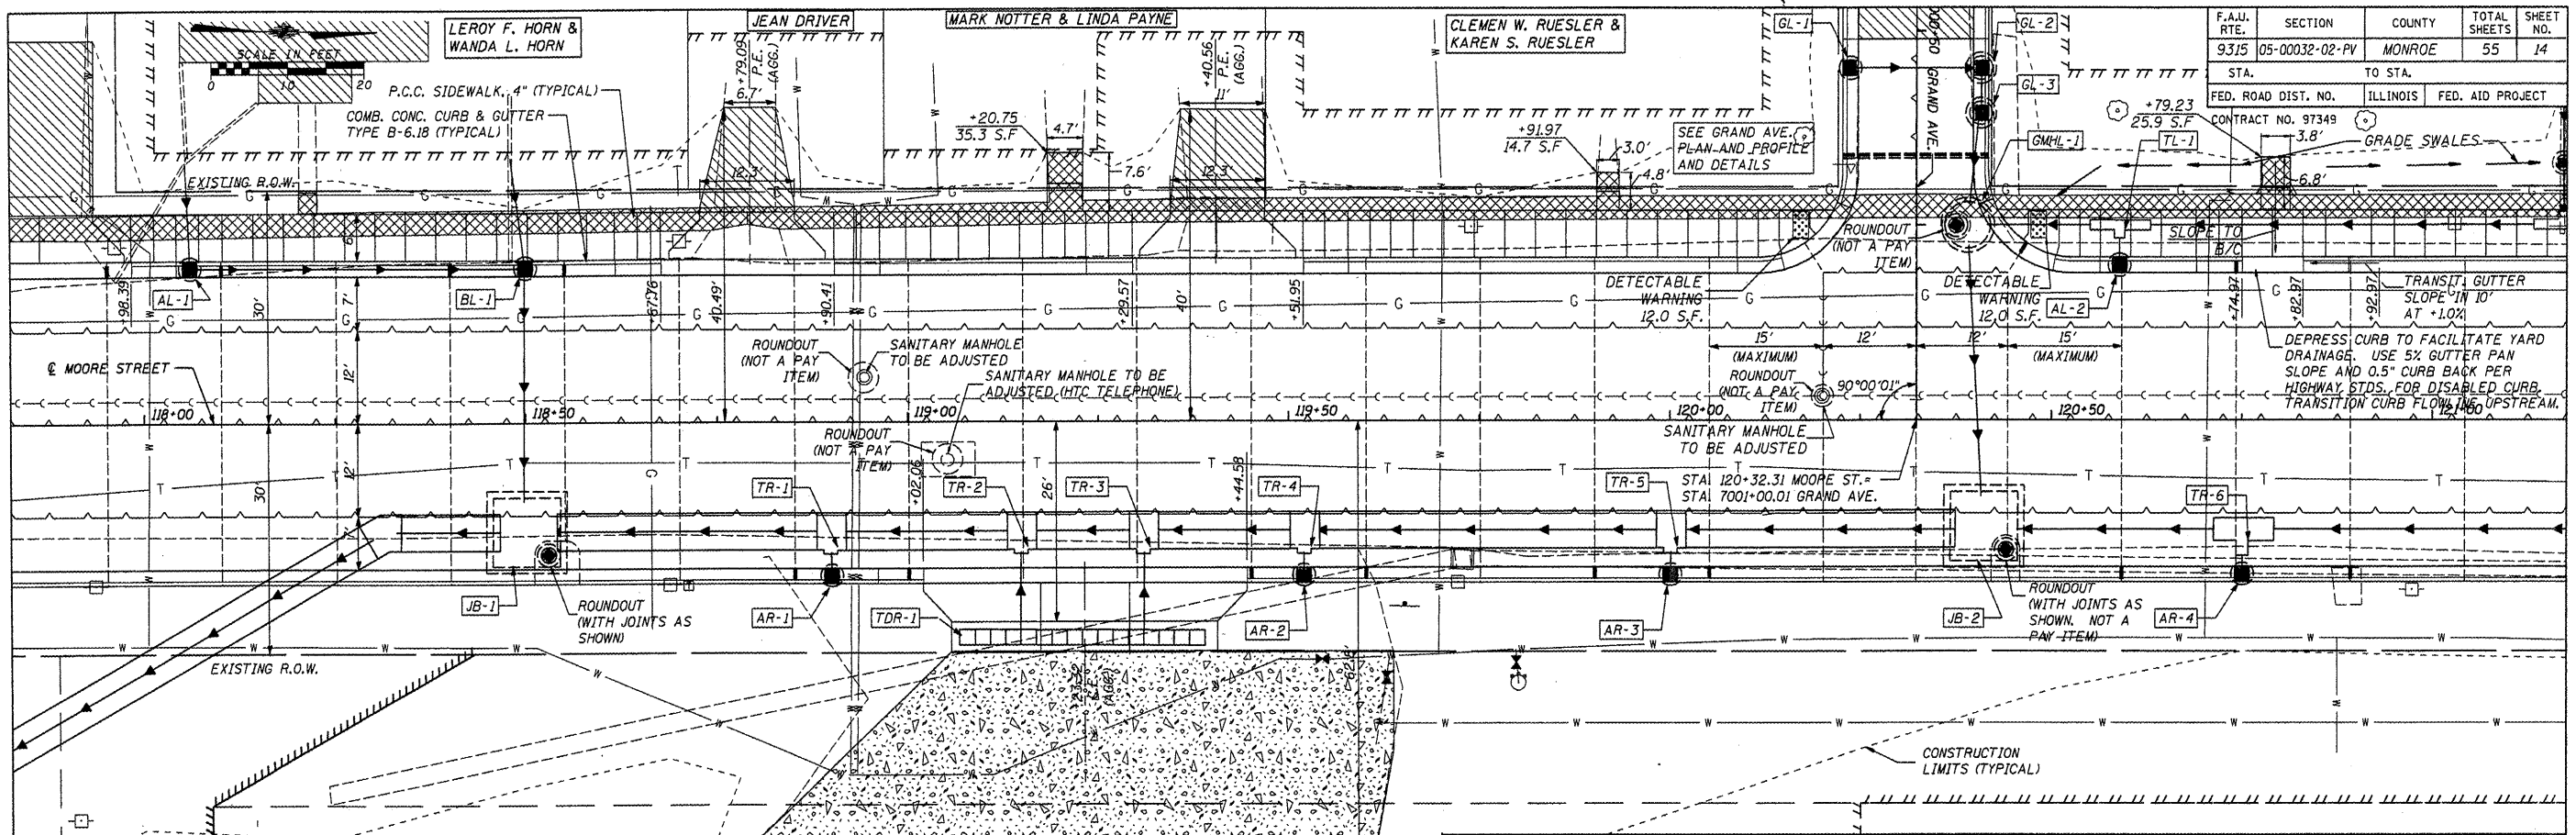 LEROY F. HORN &
WANDA L. HORN
JEAN DRIVER
MARK NOTTER & LINDA PAYNE
CLEMEN W. RUESLER &
KAREN S. RUESLER
F.A.U. RTE.
SECTION
COUNTY
TOTAL SHEETS
SHEET NO.
9315
05-00032-02-PV
MONROE
55
14
STA.
TO STA.
FED. ROAD DIST. NO.
ILLINOIS
FED. AID PROJECT
CONTRACT NO. 97349
SCALE IN FEET
0
10
20
P.C.C. SIDEWALK, 4" (TYPICAL)
COMB. CONC. CURB & GUTTER
TYPE B-6.18 (TYPICAL)
EXISTING R.O.W.
+79.09
P.E.
(AGG.)
6.7'
12.3'
+20.75
35.3 S.F
4.7'
7.6'
+40.56
P.E.
(AGG.)
11'
12.3'
+91.97
14.7 S.F
3.0'
4.8'
SEE GRAND AVE.
PLAN AND PROFILE
AND DETAILS
GL-1
GL-2
GL-3
GRAND AVE.
GMHL-1
TL-1
+79.23
25.9 S.F
3.8'
6.8'
GRADE SWALES
SLOPE TO
B/C
ROUNDOUT
(NOT A PAY
ITEM)
DETECTABLE
WARNING
12.0 S.F.
DETECTABLE
WARNING
12.0 S.F.
AL-2
TRANSIT. GUTTER
SLOPE IN 10'
AT +1.0%
DEPRESS CURB TO FACILITATE YARD
DRAINAGE. USE 5% GUTTER PAN
SLOPE AND 0.5" CURB BACK PER
HIGHWAY STDS. FOR DISABLED CURB.
TRANSITION CURB FLOWLINE UPSTREAM.
+98.39
AL-1
BL-1
30'
7'
+67.76
40.49'
+90.41
+29.57
40'
+51.95
+74.97
+82.97
+92.97
15'
(MAXIMUM)
12'
12'
15'
(MAXIMUM)
ROUNDOUT
(NOT A PAY
ITEM)
SANITARY MANHOLE
TO BE ADJUSTED
SANITARY MANHOLE TO BE
ADJUSTED (HTC TELEPHONE)
℄ MOORE STREET
12'
118+00
118+50
119+00
119+50
120+00
120+50
121+00
ROUNDOUT
(NOT A PAY
ITEM)
90°00'01"
SANITARY MANHOLE
TO BE ADJUSTED
ROUNDOUT
(NOT A PAY
ITEM)
STA. 120+32.31 MOORE ST.=
STA. 7001+00.01 GRAND AVE.
30'
12'
7'
TR-1
+02.06
TR-2
26'
TR-3
+44.58
TR-4
TR-5
TR-6
JB-1
ROUNDOUT
(WITH JOINTS AS
SHOWN)
AR-1
TDR-1
AR-2
AR-3
JB-2
ROUNDOUT
(WITH JOINTS AS
SHOWN. NOT A
PAY ITEM)
AR-4
EXISTING R.O.W.
P.E.
(AGG.)
CONSTRUCTION
LIMITS (TYPICAL)